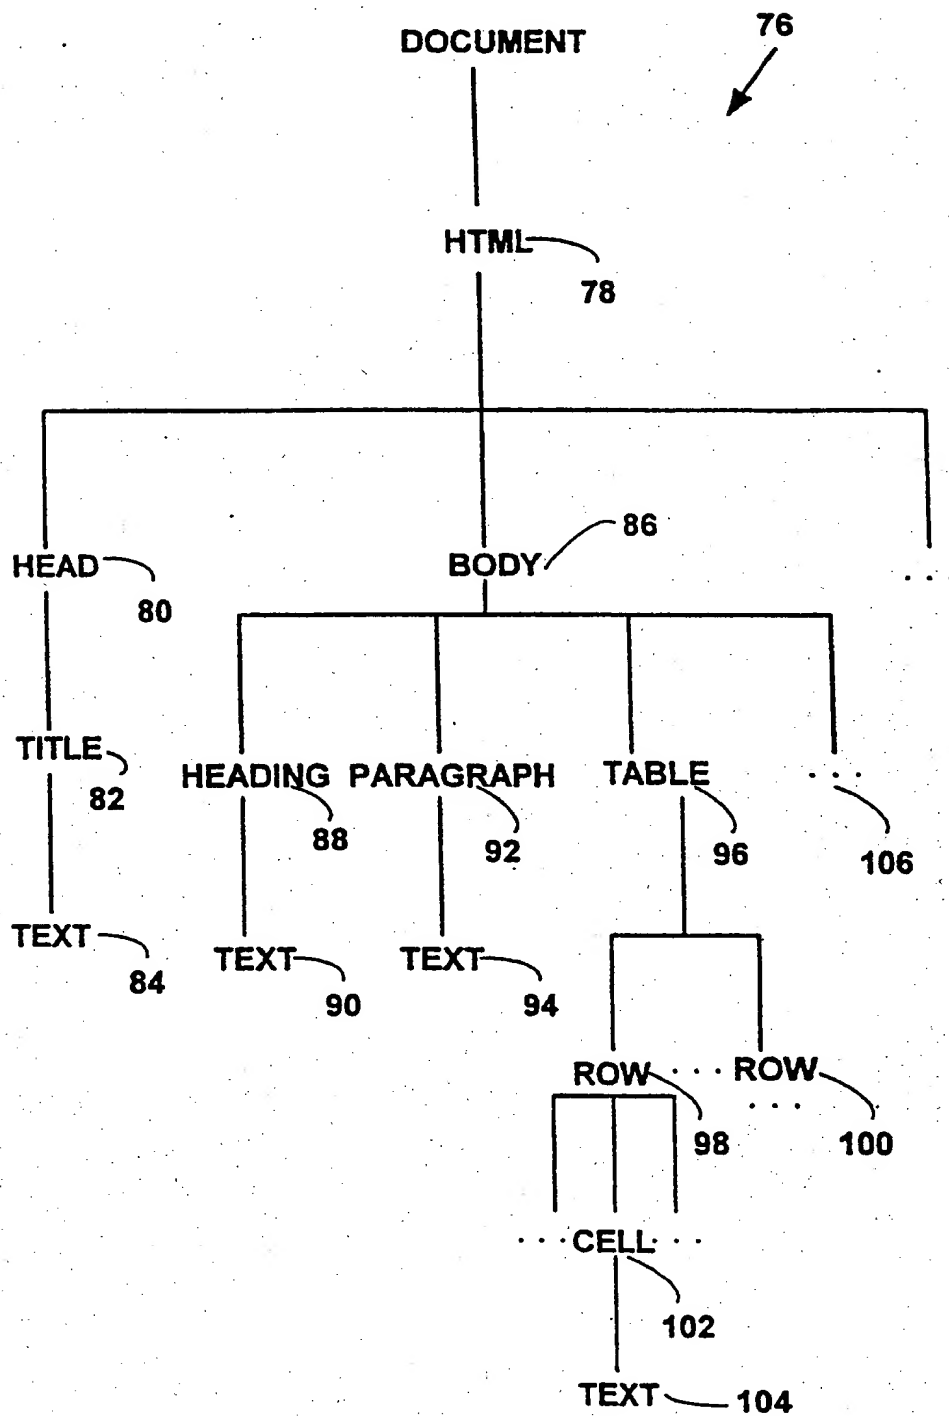 76
DOCUMENT
HTML
78
86
HEAD BODY . .
80
TITLE
82
HEADING PARAGRAPH TABLE . . .
88 92 96 106
TEXT
84
TEXT TEXT
90 94
ROW . . . ROW
. . .
98 100
. . . CELL . . .
102
TEXT 104